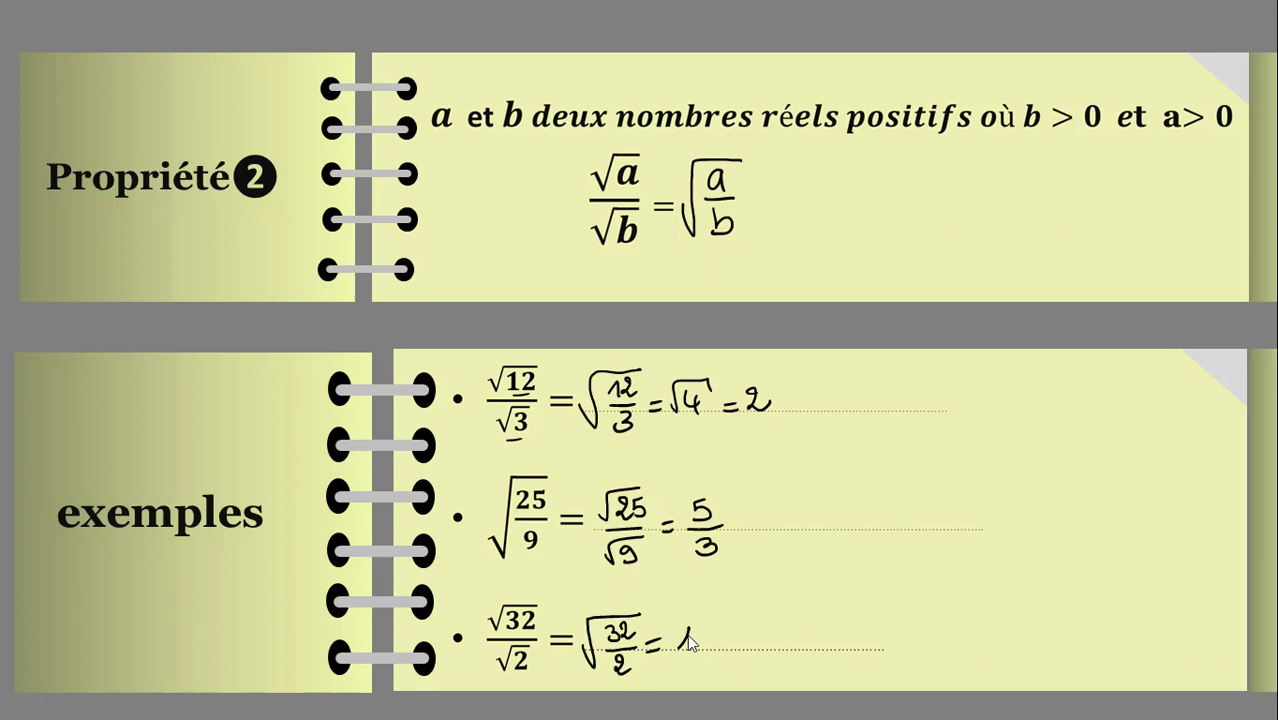 Propriété 2
a et b deux nombres réels positifs où b > 0 et a> 0
√a/√b = √(a/b)
exemples
• √12/√3 = √(12/3) = √4 = 2
• √(25/9) = √25/√9 = 5/3
• √32/√2 = √(32/2) =